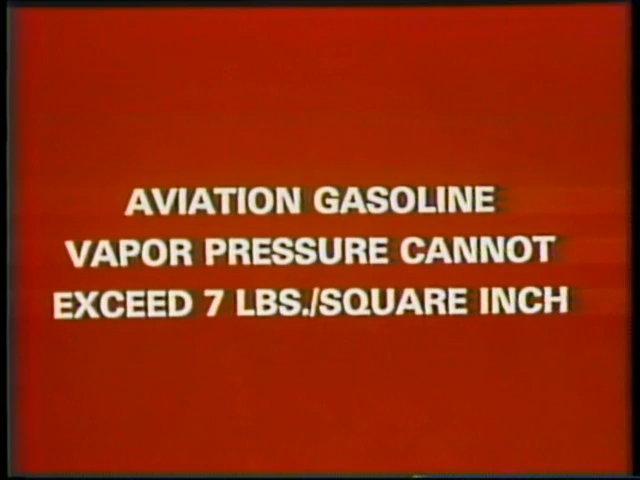 AVIATION GASOLINE
VAPOR PRESSURE CANNOT
EXCEED 7 LBS./SQUARE INCH